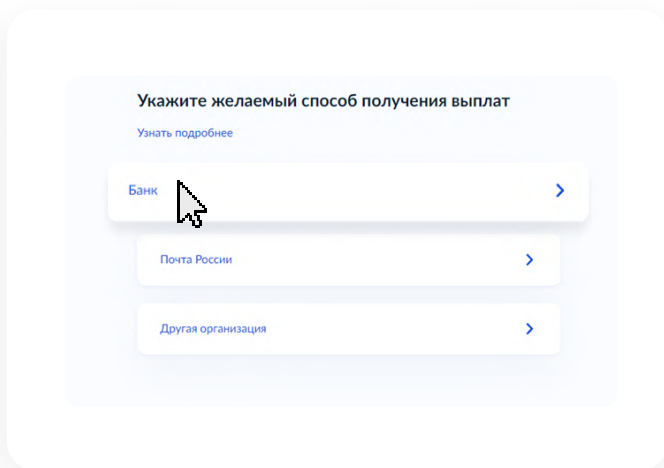 Укажите желаемый способ получения выплат
Узнать подробнее
Банк
Почта России
Другая организация